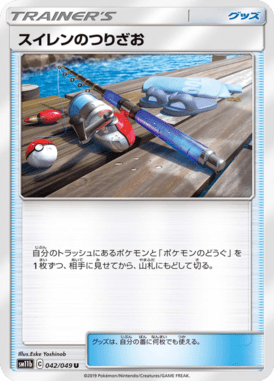 TRAINER'S
グッズ
スイレンのつりざお
自分のトラッシュにあるポケモンと「ポケモンのどうぐ」を
1枚ずつ、相手に見せてから、山札にもどして切る。
グッズは、自分の番に何枚でも使える。
Illus.Eske Yoshinob
sm11b C 042/049 U
©2019 Pokémon/Nintendo/Creatures/GAME FREAK.